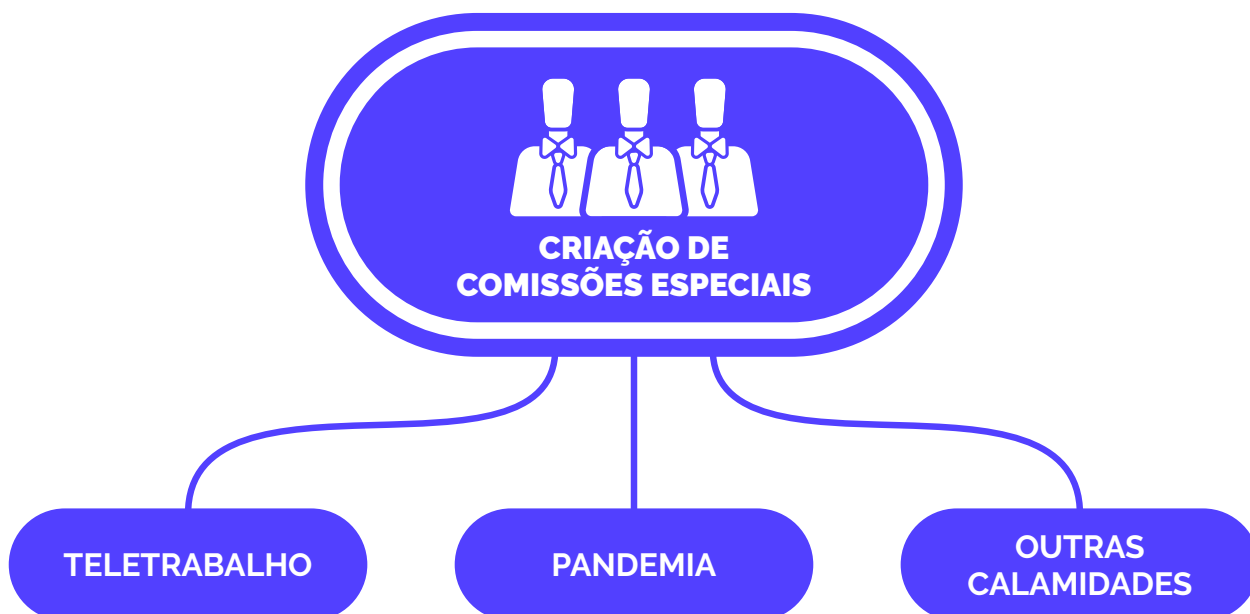 CRIAÇÃO DE
COMISSÕES ESPECIAIS
TELETRABALHO
PANDEMIA
OUTRAS
CALAMIDADES